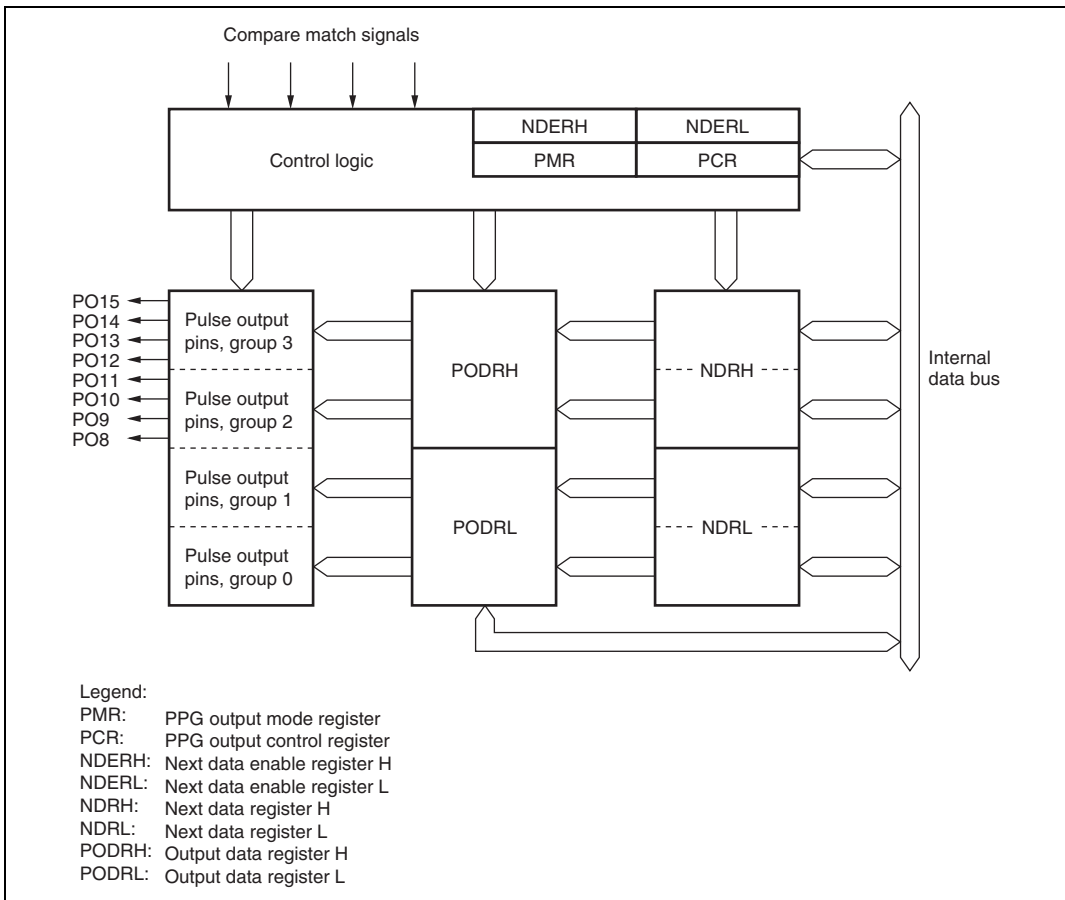 Compare match signals
NDERH
NDERL
Control logic
PMR
PCR
PO15
PO14
PO13
PO12
PO11
PO10
PO9
PO8
Pulse output
pins, group 3
Pulse output
pins, group 2
Pulse output
pins, group 1
Pulse output
pins, group 0
PODRH
PODRL
NDRH
NDRL
Internal
data bus
Legend:
PMR: PPG output mode register
PCR: PPG output control register
NDERH: Next data enable register H
NDERL: Next data enable register L
NDRH: Next data register H
NDRL: Next data register L
PODRH: Output data register H
PODRL: Output data register L